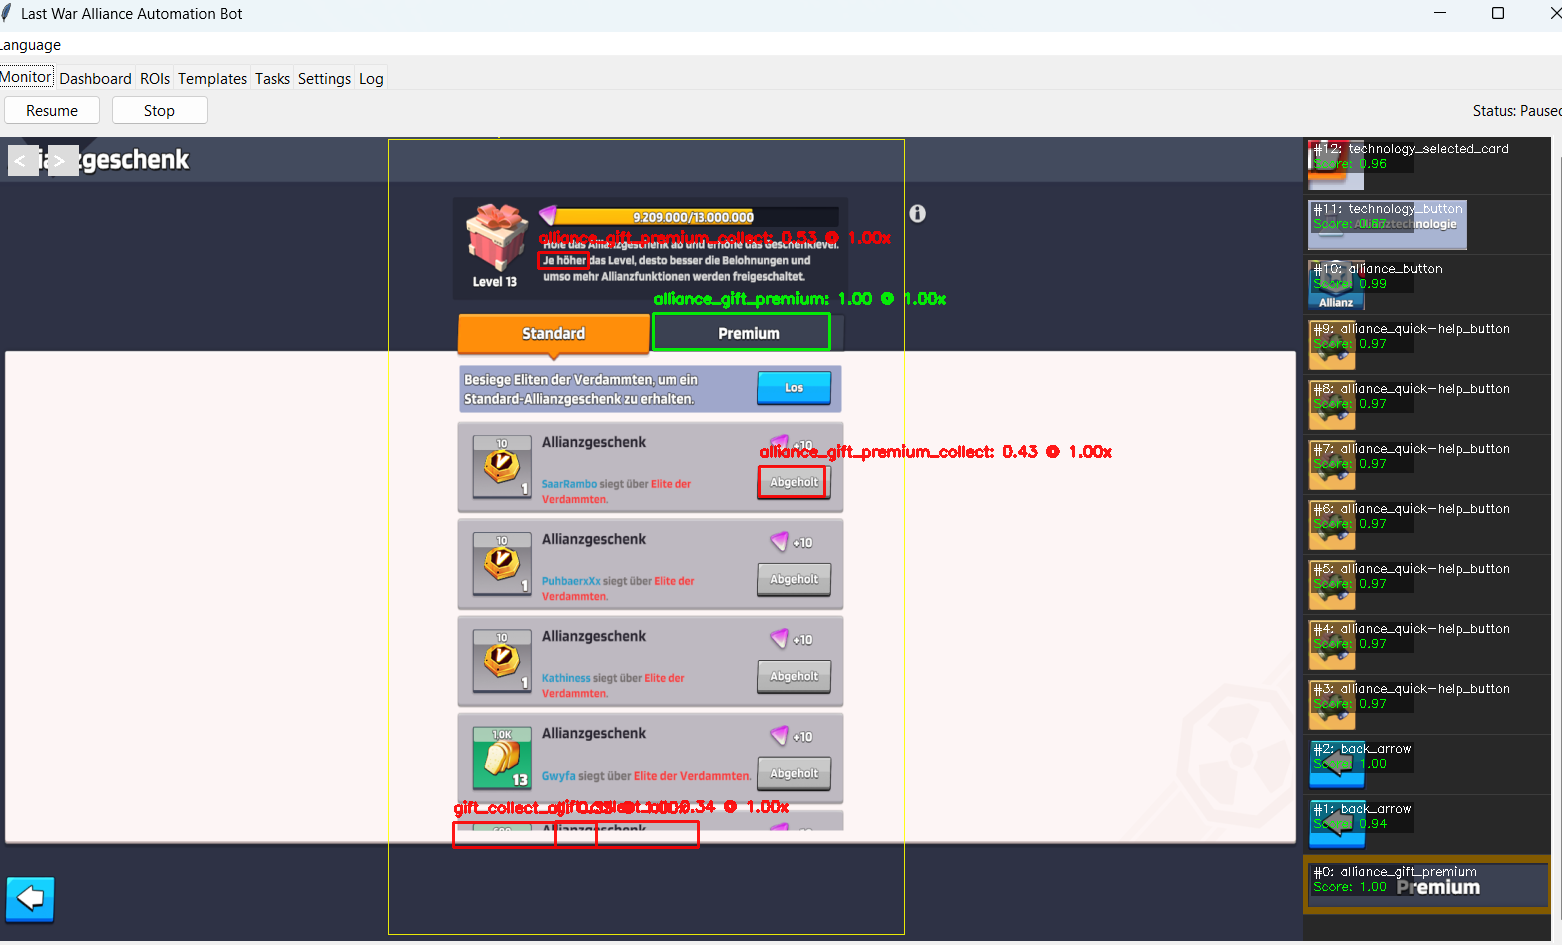 Last War Alliance Automation Bot
Language
Monitor Dashboard ROIs Templates Tasks Settings Log
Resume Stop Status: Paused
< > zgeschenk
9.209.000/13.000.000
alliance_gift_premium_collect: 0.53 @ 1.00x
Hole das Allianzgeschenk ab und erhöhe das Geschenklevel.
Je höher das Level, desto besser die Belohnungen und
umso mehr Allianzfunktionen werden freigeschaltet.
Level 13
alliance_gift_premium: 1.00 @ 1.00x
Standard Premium
Besiege Eliten der Verdammten, um ein
Standard-Allianzgeschenk zu erhalten.
Los
10
1
Allianzgeschenk
+10
alliance_gift_premium_collect: 0.43 @ 1.00x
SaarRambo siegt über Elite der
Verdammten.
Abgeholt
10
1
Allianzgeschenk
+10
PuhbaerxXx siegt über Elite der
Verdammten.
Abgeholt
10
1
Allianzgeschenk
+10
Kathiness siegt über Elite der
Verdammten.
Abgeholt
1.0K
13
Allianzgeschenk
+10
Gwyfa siegt über Elite der Verdammten.
Abgeholt
gift_collect_all 0.34 @ 1.00x
Allianzgeschenk
#12: technology_selected_card
Score: 0.96
#11: technology_button
Score: 0.87
Allianztechnologie
#10: alliance_button
Score: 0.99
Allianz
#9: alliance_quick-help_button
Score: 0.97
#8: alliance_quick-help_button
Score: 0.97
#7: alliance_quick-help_button
Score: 0.97
#6: alliance_quick-help_button
Score: 0.97
#5: alliance_quick-help_button
Score: 0.97
#4: alliance_quick-help_button
Score: 0.97
#3: alliance_quick-help_button
Score: 0.97
#2: back_arrow
Score: 1.00
#1: back_arrow
Score: 0.94
#0: alliance_gift_premium
Score: 1.00
Premium